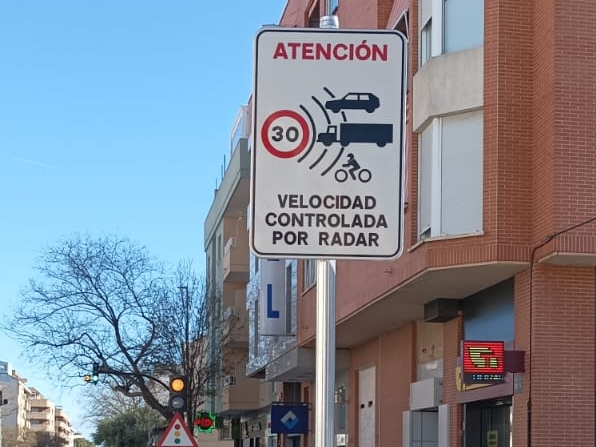 ATENCIÓN
30
VELOCIDAD
CONTROLADA
POR RADAR
L